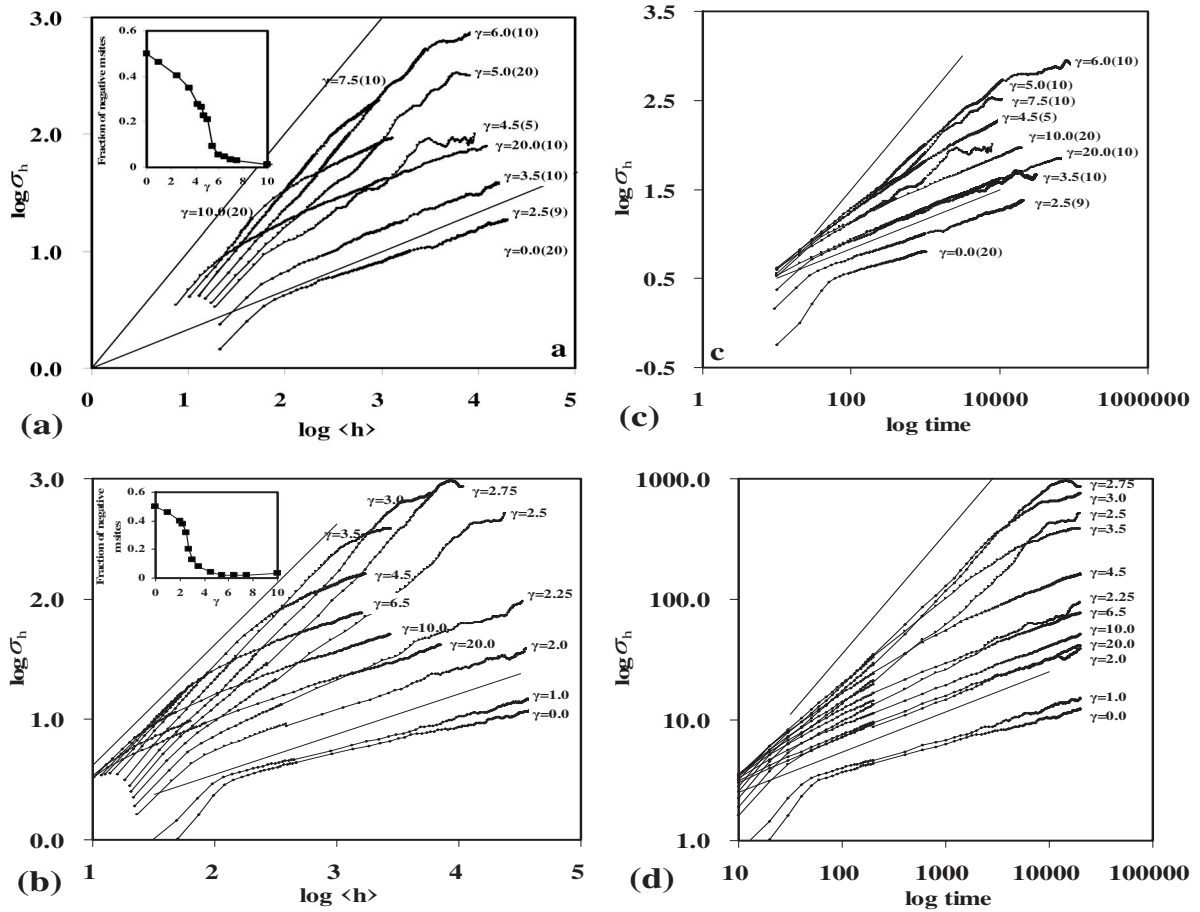 3.0
2.0
1.0
0.0
log σh
0
1
2
3
4
5
log <h>
(a)
a
Fraction of negative m sites
0.6
0.4
0.2
0
0 2 4 6 8 10
γ
γ=6.0(10)
γ=7.5(10)
γ=5.0(20)
γ=4.5(5)
γ=20.0(10)
γ=3.5(10)
γ=10.0(20)
γ=2.5(9)
γ=0.0(20)
3.5
2.5
1.5
0.5
-0.5
log σh
1
100
10000
1000000
log time
(c)
c
γ=6.0(10)
γ=5.0(10)
γ=7.5(10)
γ=4.5(5)
γ=10.0(20)
γ=20.0(10)
γ=3.5(10)
γ=2.5(9)
γ=0.0(20)
3.0
2.0
1.0
0.0
log σh
1
2
3
4
5
log <h>
(b)
Fraction of negative
m sites
0.6
0.4
0.2
0
0 2 4 6 8 10
γ
γ=3.0
γ=2.75
γ=2.5
γ=3.5
γ=4.5
γ=2.25
γ=6.5
γ=10.0
γ=20.0
γ=2.0
γ=1.0
γ=0.0
1000.0
100.0
10.0
1.0
log σh
10
100
1000
10000
100000
log time
(d)
γ=2.75
γ=3.0
γ=2.5
γ=3.5
γ=4.5
γ=2.25
γ=6.5
γ=10.0
γ=20.0
γ=2.0
γ=1.0
γ=0.0